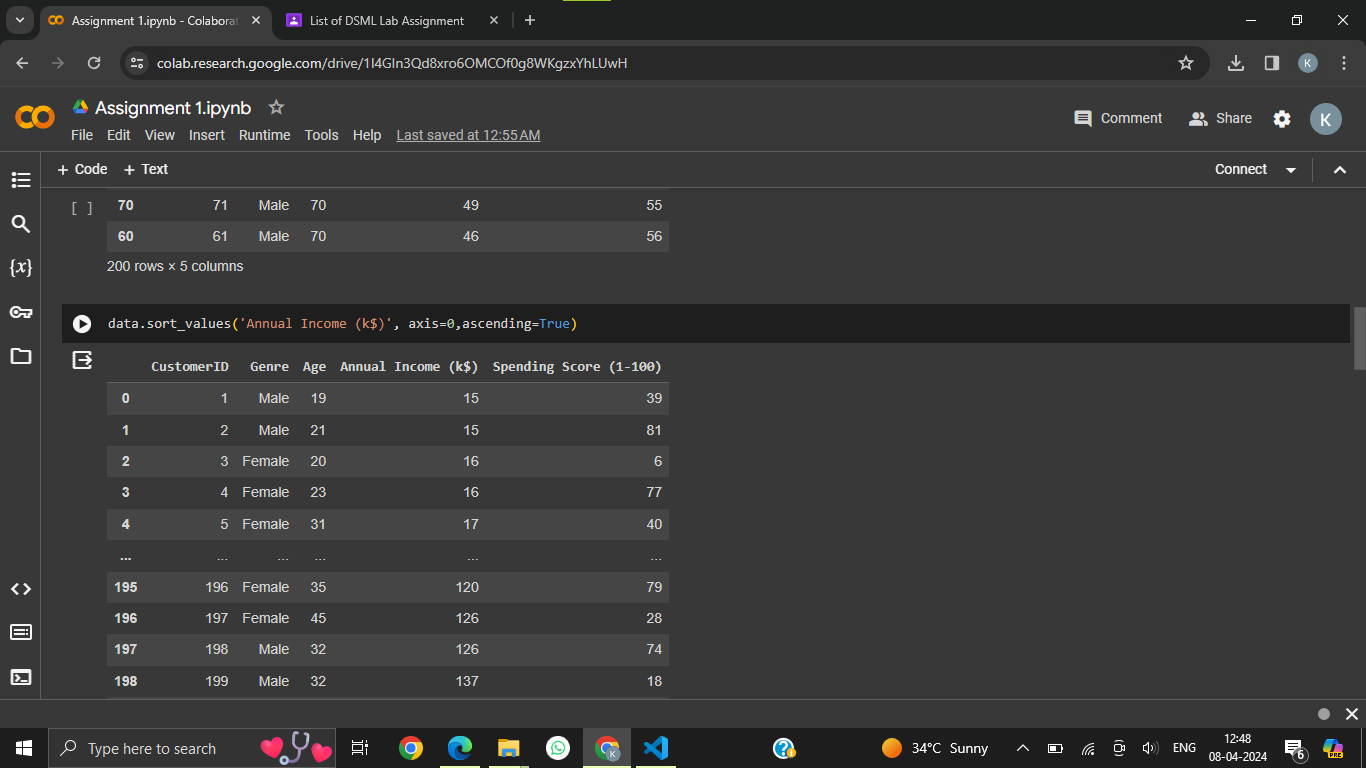 Assignment 1.ipynb - Colaborat
List of DSML Lab Assignment
colab.research.google.com/drive/1I4GIn3Qd8xro6OMCOf0g8WKgzxYhLUwH
K
Assignment 1.ipynb
File Edit View Insert Runtime Tools Help Last saved at 12:55 AM
Comment Share K
+ Code + Text Connect
[ ] 70 71 Male 70 49 55
60 61 Male 70 46 56
200 rows × 5 columns
{x}
data.sort_values('Annual Income (k$)', axis=0,ascending=True)
CustomerID Genre Age Annual Income (k$) Spending Score (1-100)
0 1 Male 19 15 39
1 2 Male 21 15 81
2 3 Female 20 16 6
3 4 Female 23 16 77
4 5 Female 31 17 40
... ... ... ... ... ...
195 196 Female 35 120 79
196 197 Female 45 126 28
197 198 Male 32 126 74
198 199 Male 32 137 18
Type here to search
K
34°C Sunny
ENG
12:48
08-04-2024
6
PRE